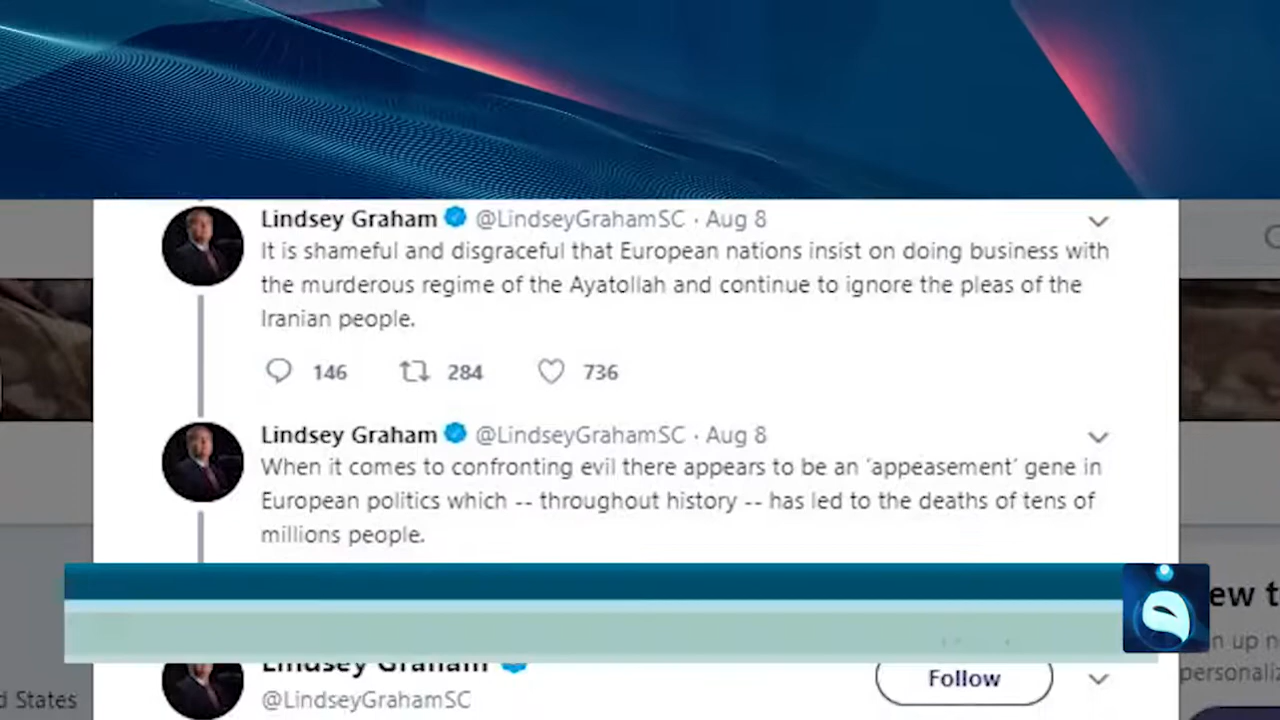 Lindsey Graham @LindseyGrahamSC · Aug 8
It is shameful and disgraceful that European nations insist on doing business with
the murderous regime of the Ayatollah and continue to ignore the pleas of the
Iranian people.
146 284 736
Lindsey Graham @LindseyGrahamSC · Aug 8
When it comes to confronting evil there appears to be an ‘appeasement’ gene in
European politics which -- throughout history -- has led to the deaths of tens of
millions people.
Lindsey Graham
@LindseyGrahamSC
Follow
States